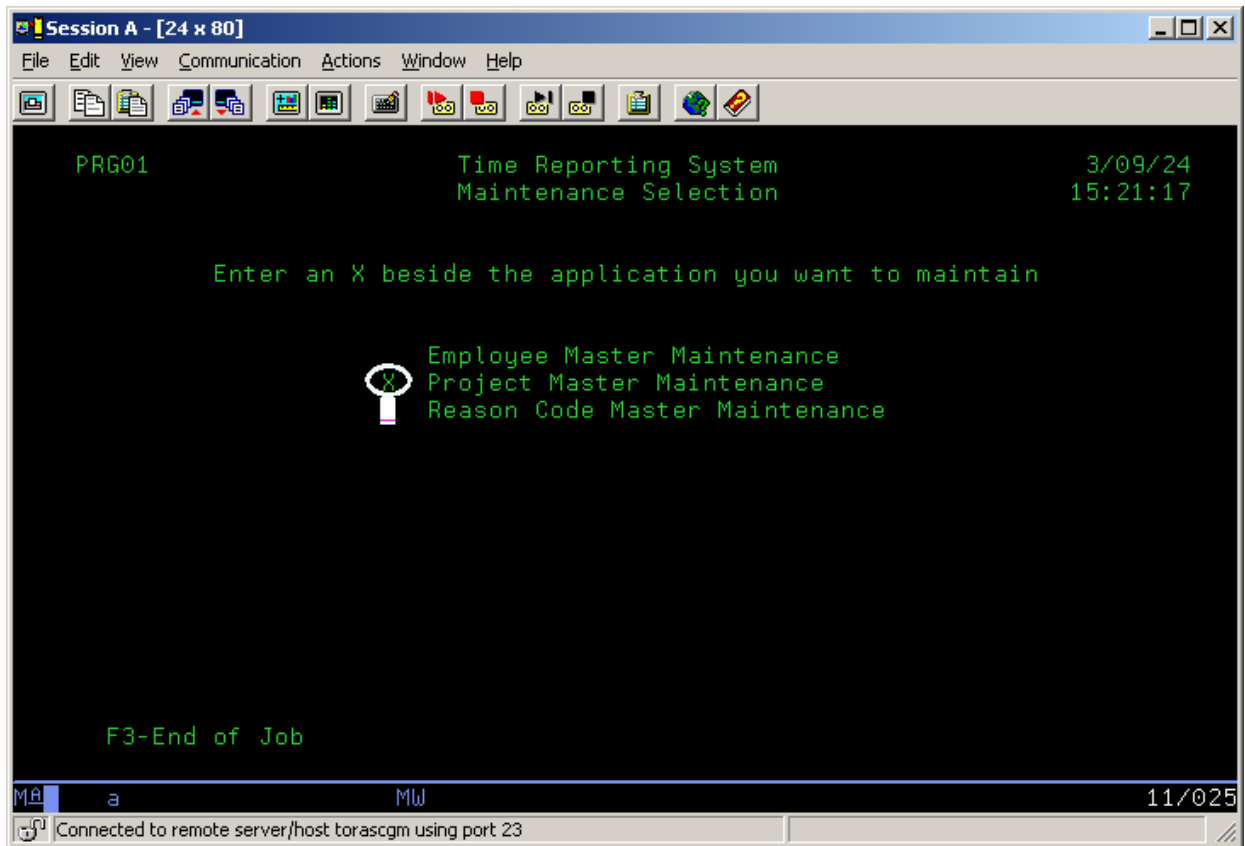 Session A - [24 x 80]
File Edit View Communication Actions Window Help
PRG01 Time Reporting System 3/09/24
Maintenance Selection 15:21:17
Enter an X beside the application you want to maintain
Employee Master Maintenance
X Project Master Maintenance
Reason Code Master Maintenance
F3-End of Job
MA a MW 11/025
Connected to remote server/host torascgm using port 23